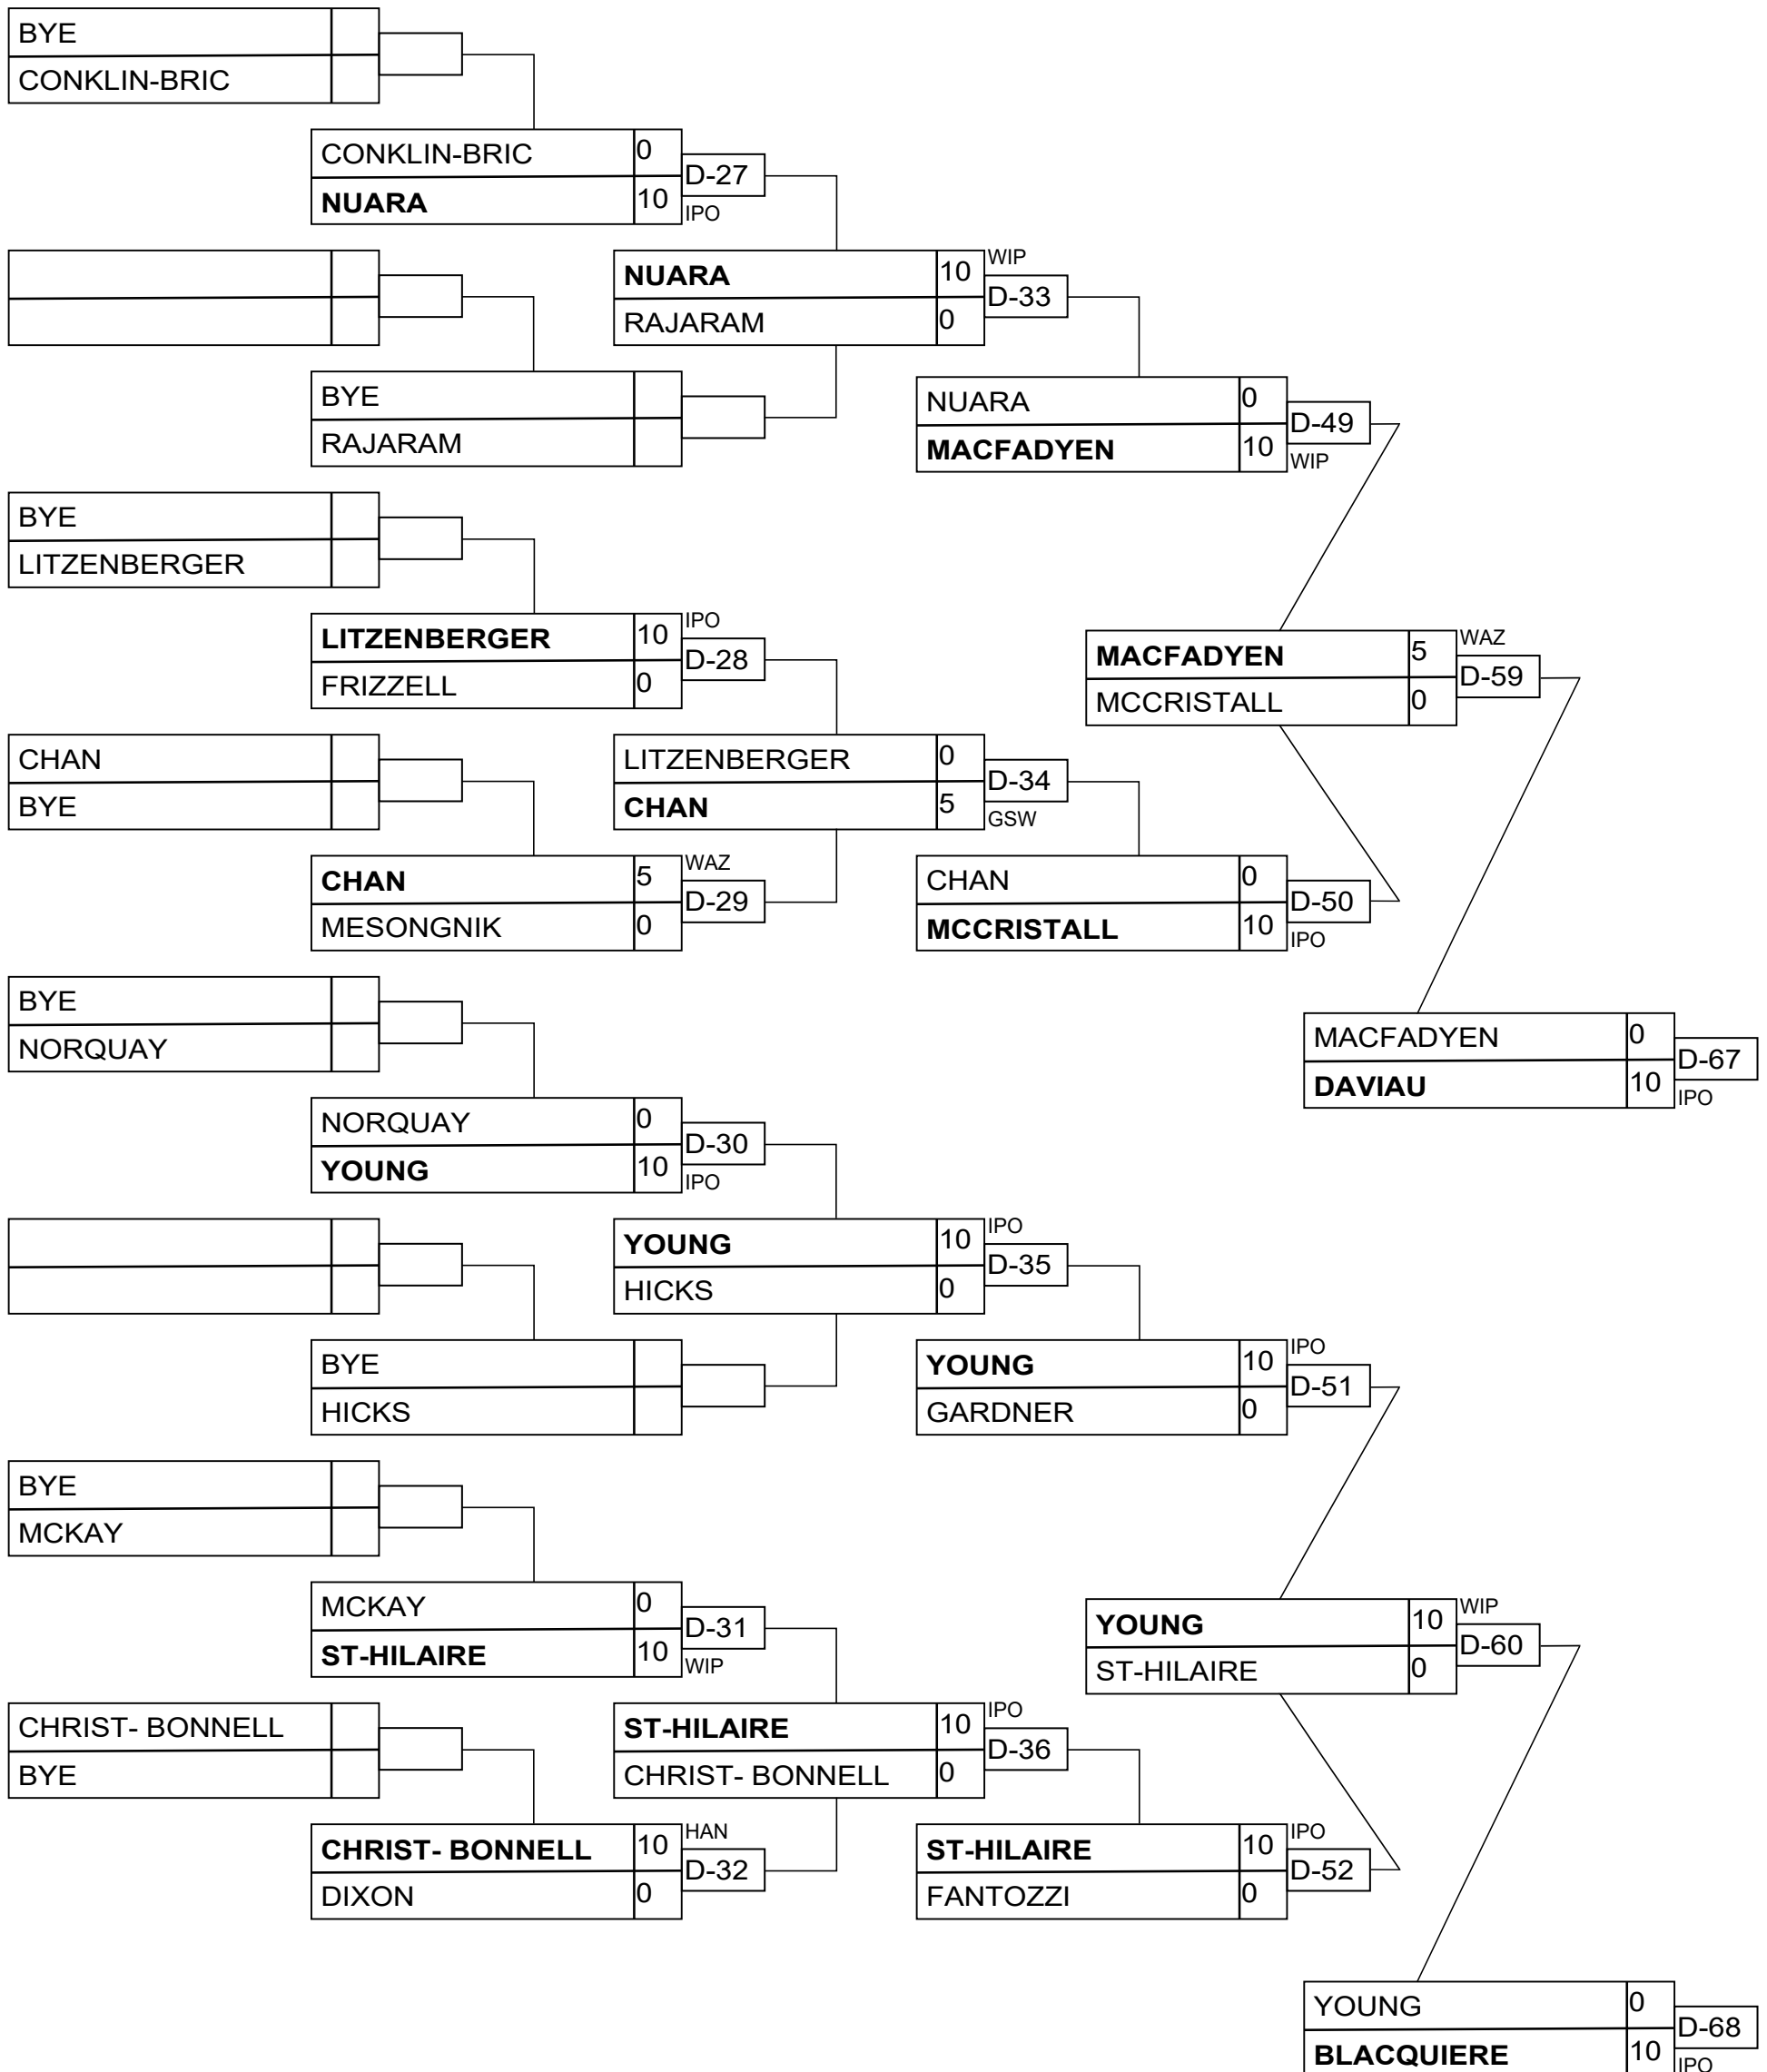 BYE
CONKLIN-BRIC
CONKLIN-BRIC 0
D-27
NUARA 10
IPO
NUARA 10
WIP
D-33
RAJARAM 0
BYE
RAJARAM
NUARA 0
D-49
MACFADYEN 10
WIP
BYE
LITZENBERGER
LITZENBERGER 10
IPO
D-28
FRIZZELL 0
MACFADYEN 5
WAZ
D-59
MCCRISTALL 0
CHAN
BYE
LITZENBERGER 0
D-34
CHAN 5
GSW
CHAN 5
WAZ
D-29
MESONGNIK 0
CHAN 0
D-50
MCCRISTALL 10
IPO
BYE
NORQUAY
MACFADYEN 0
D-67
DAVIAU 10
IPO
NORQUAY 0
D-30
YOUNG 10
IPO
YOUNG 10
IPO
D-35
HICKS 0
BYE
HICKS
YOUNG 10
IPO
D-51
GARDNER 0
BYE
MCKAY
MCKAY 0
D-31
ST-HILAIRE 10
WIP
YOUNG 10
WIP
D-60
ST-HILAIRE 0
CHRIST- BONNELL
BYE
ST-HILAIRE 10
IPO
D-36
CHRIST- BONNELL 0
CHRIST- BONNELL 10
HAN
D-32
DIXON 0
ST-HILAIRE 10
IPO
D-52
FANTOZZI 0
YOUNG 0
D-68
BLACQUIERE 10
IPO